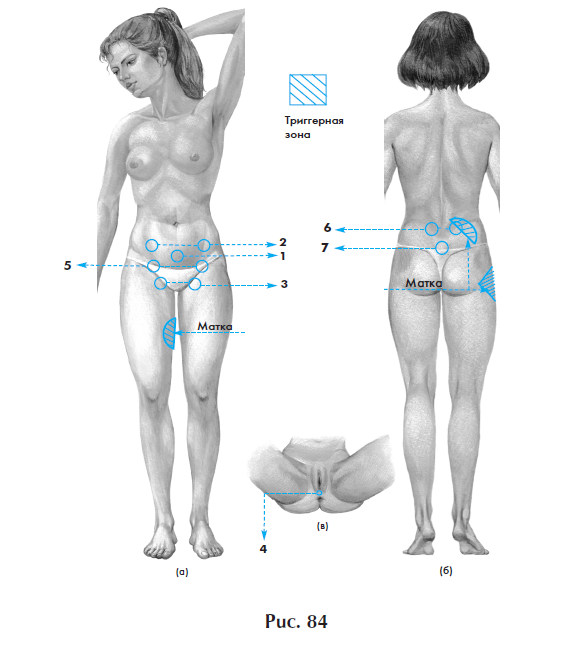 Триггерная
зона
6
2
7
1
5
Матка
3
Матка
(в)
4
(а)
(б)
Рис. 84